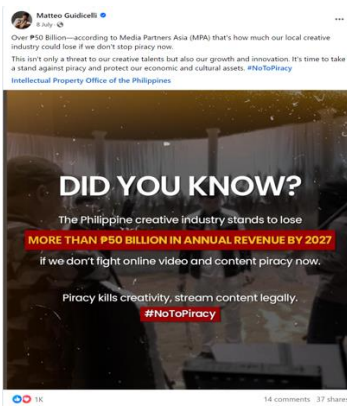 Matteo Guidicelli
8 July
Over ₱50 Billion—according to Media Partners Asia (MPA) that's how much our local creative
industry could lose if we don't stop piracy now.
This isn't only a threat to our creative talents but also our growth and innovation. It's time to take
a stand against piracy and protect our economic and cultural assets. #NoToPiracy
Intellectual Property Office of the Philippines
DID YOU KNOW?
The Philippine creative industry stands to lose
MORE THAN ₱50 BILLION IN ANNUAL REVENUE BY 2027
if we don't fight online video and content piracy now.
Piracy kills creativity, stream content legally.
#NoToPiracy
1K
14 comments 37 shares